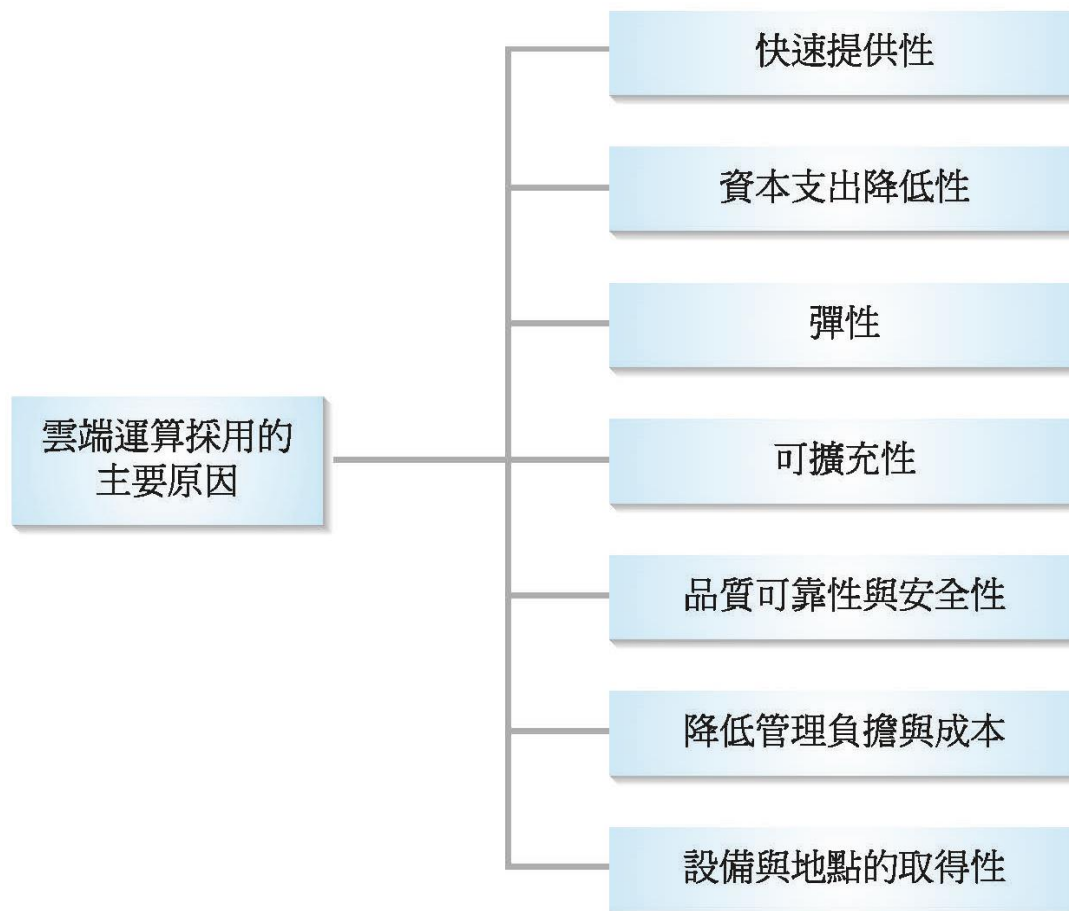 快速提供性
資本支出降低性
彈性
雲端運算採用的
主要原因
可擴充性
品質可靠性與安全性
降低管理負擔與成本
設備與地點的取得性